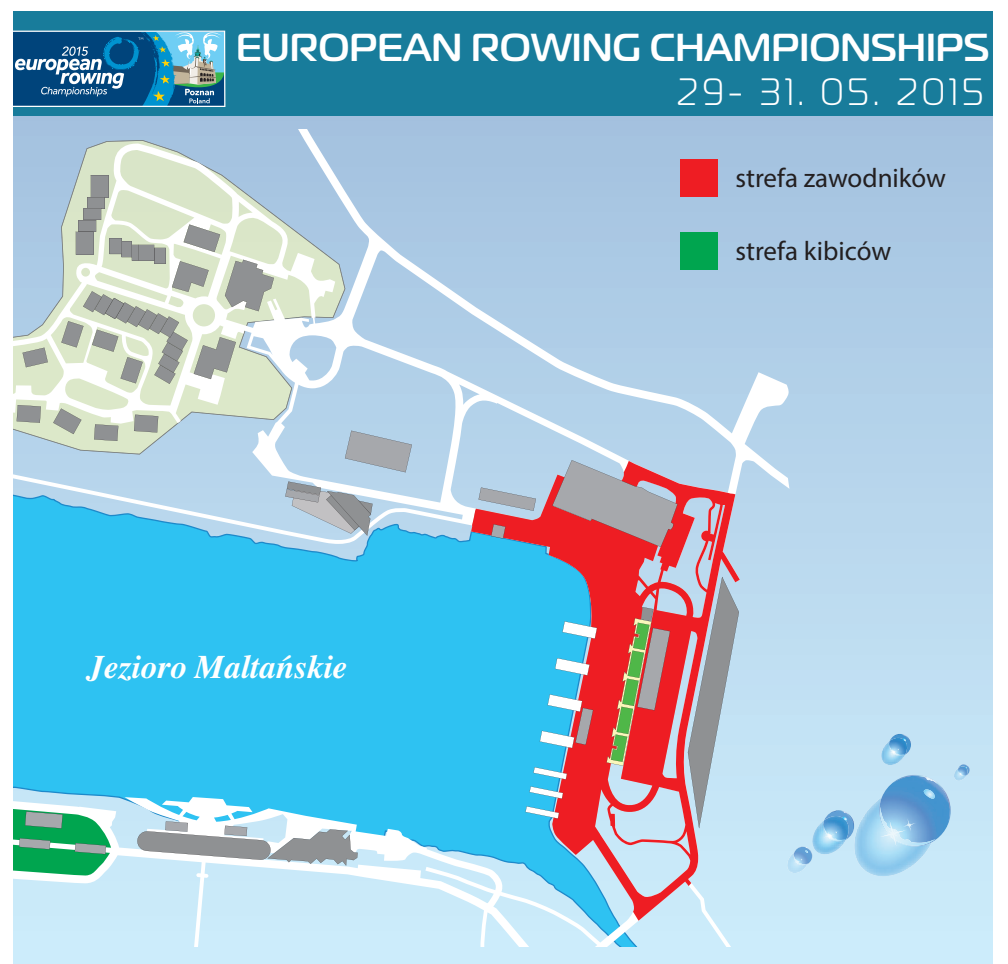 2015
european
rowing
Championships
Poznan
Poland
EUROPEAN ROWING CHAMPIONSHIPS
29- 31. 05. 2015
strefa zawodników
strefa kibiców
Jezioro Maltańskie